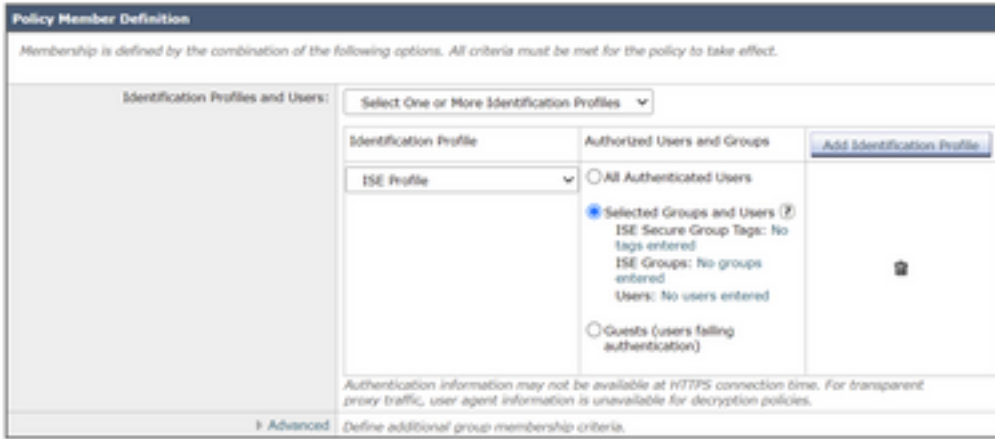 Policy Member Definition
Membership is defined by the combination of the following options. All criteria must be met for the policy to take effect.
Identification Profiles and Users:
Select One or More Identification Profiles
Identification Profile
Authorized Users and Groups
Add Identification Profile
ISE Profile
All Authenticated Users
Selected Groups and Users ?
ISE Secure Group Tags: No
tags entered
ISE Groups: No groups
entered
Users: No users entered
Guests (users failing
authentication)
Authentication information may not be available at HTTPS connection time. For transparent
proxy traffic, user agent information is unavailable for decryption policies.
Advanced
Define additional group membership criteria.